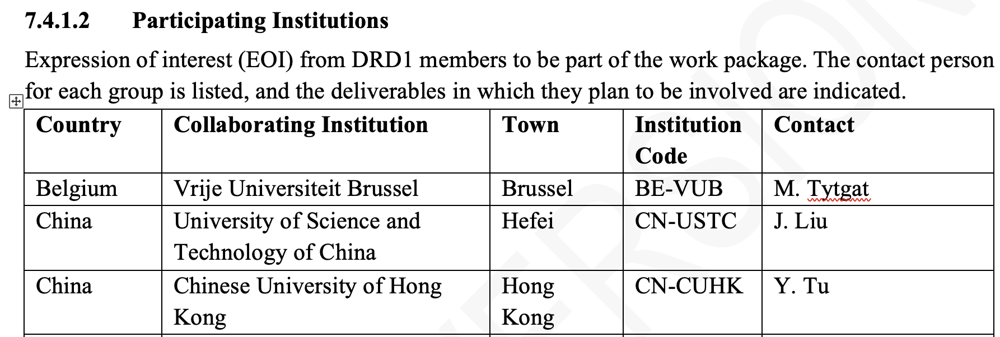 7.4.1.2 Participating Institutions
Expression of interest (EOI) from DRD1 members to be part of the work package. The contact person
for each group is listed, and the deliverables in which they plan to be involved are indicated.
Country Collaborating Institution Town Institution Code Contact
Belgium Vrije Universiteit Brussel Brussel BE-VUB M. Tytgat
China University of Science and Technology of China Hefei CN-USTC J. Liu
China Chinese University of Hong Kong Hong Kong CN-CUHK Y. Tu